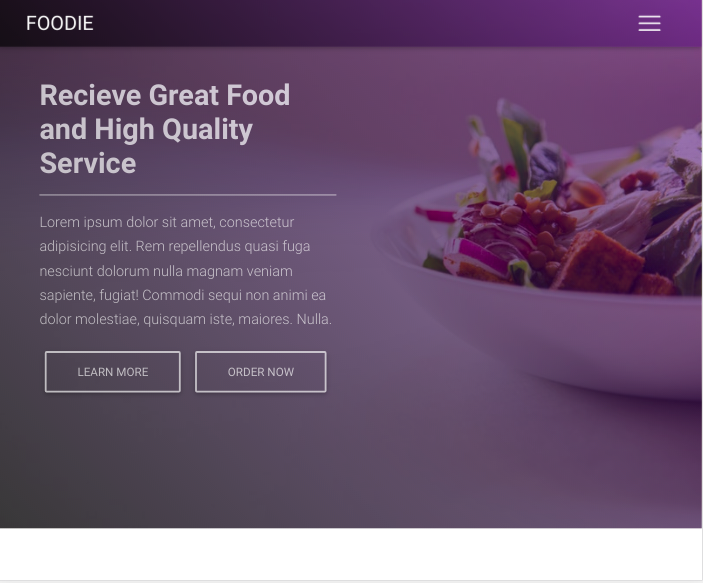 FOODIE
Recieve Great Food
and High Quality
Service
Lorem ipsum dolor sit amet, consectetur
adipisicing elit. Rem repellendus quasi fuga
nesciunt dolorum nulla magnam veniam
sapiente, fugiat! Commodi sequi non animi ea
dolor molestiae, quisquam iste, maiores. Nulla.
LEARN MORE
ORDER NOW